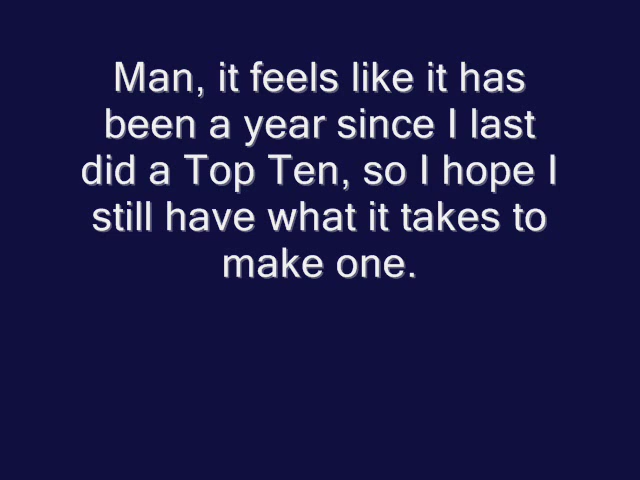 Man, it feels like it has
been a year since I last
did a Top Ten, so I hope I
still have what it takes to
make one.